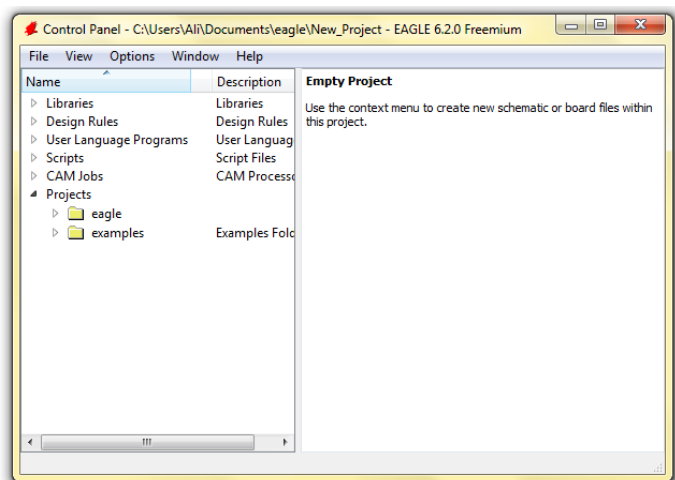 Control Panel - C:\Users\Ali\Documents\eagle\New_Project - EAGLE 6.2.0 Freemium
File View Options Window Help
Name Description
Libraries Libraries
Design Rules Design Rules
User Language Programs User Languag
Scripts Script Files
CAM Jobs CAM Processo
Projects
eagle
examples Examples Fold
Empty Project
Use the context menu to create new schematic or board files within
this project.